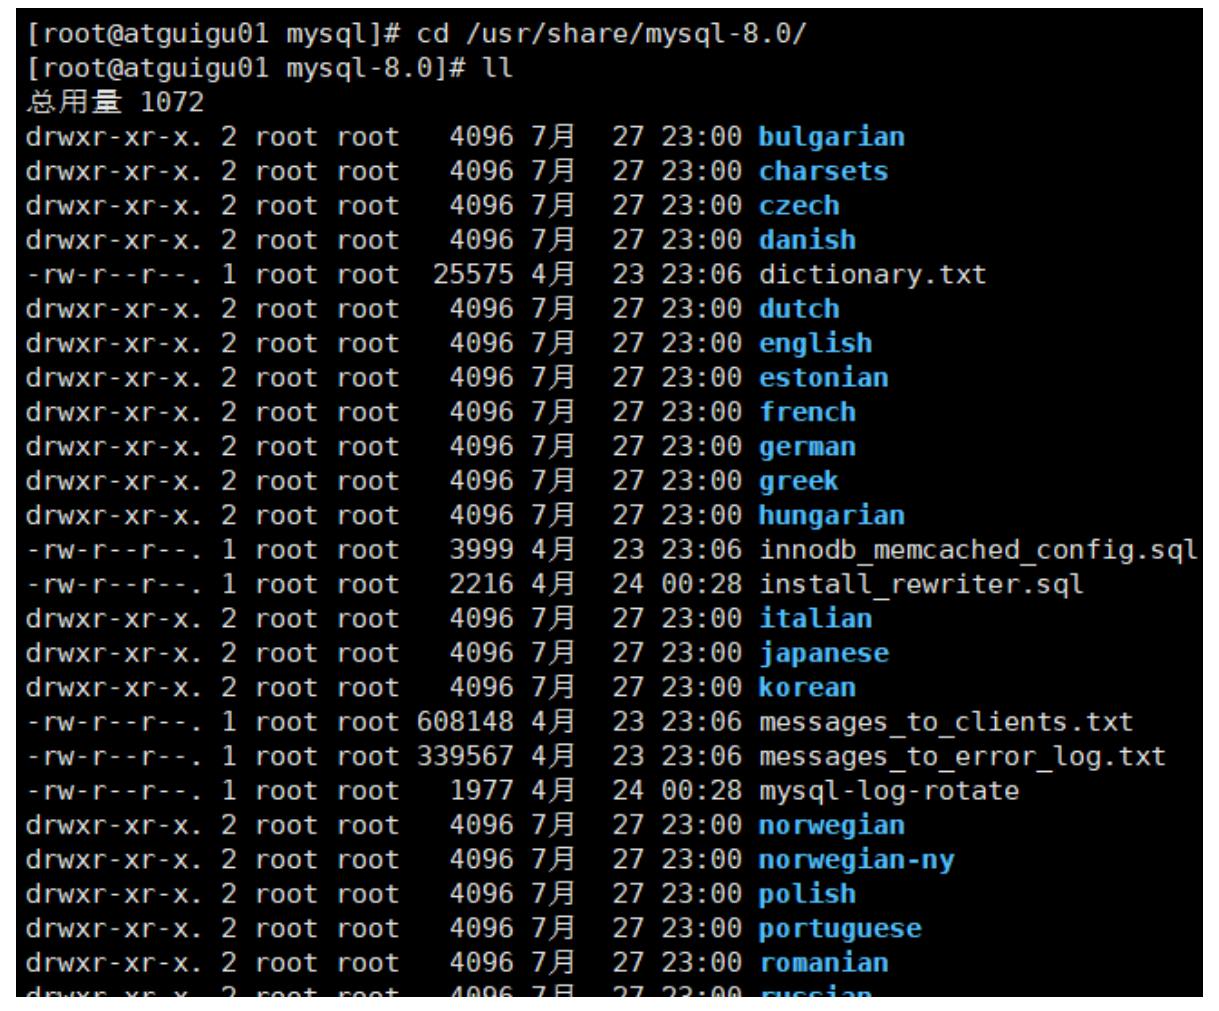 [root@atguigu01 mysql]# cd /usr/share/mysql-8.0/
[root@atguigu01 mysql-8.0]# ll
总用量 1072
drwxr-xr-x. 2 root root   4096 7月  27 23:00 bulgarian
drwxr-xr-x. 2 root root   4096 7月  27 23:00 charsets
drwxr-xr-x. 2 root root   4096 7月  27 23:00 czech
drwxr-xr-x. 2 root root   4096 7月  27 23:00 danish
-rw-r--r--. 1 root root  25575 4月  23 23:06 dictionary.txt
drwxr-xr-x. 2 root root   4096 7月  27 23:00 dutch
drwxr-xr-x. 2 root root   4096 7月  27 23:00 english
drwxr-xr-x. 2 root root   4096 7月  27 23:00 estonian
drwxr-xr-x. 2 root root   4096 7月  27 23:00 french
drwxr-xr-x. 2 root root   4096 7月  27 23:00 german
drwxr-xr-x. 2 root root   4096 7月  27 23:00 greek
drwxr-xr-x. 2 root root   4096 7月  27 23:00 hungarian
-rw-r--r--. 1 root root   3999 4月  23 23:06 innodb_memcached_config.sql
-rw-r--r--. 1 root root   2216 4月  24 00:28 install_rewriter.sql
drwxr-xr-x. 2 root root   4096 7月  27 23:00 italian
drwxr-xr-x. 2 root root   4096 7月  27 23:00 japanese
drwxr-xr-x. 2 root root   4096 7月  27 23:00 korean
-rw-r--r--. 1 root root 608148 4月  23 23:06 messages_to_clients.txt
-rw-r--r--. 1 root root 339567 4月  23 23:06 messages_to_error_log.txt
-rw-r--r--. 1 root root   1977 4月  24 00:28 mysql-log-rotate
drwxr-xr-x. 2 root root   4096 7月  27 23:00 norwegian
drwxr-xr-x. 2 root root   4096 7月  27 23:00 norwegian-ny
drwxr-xr-x. 2 root root   4096 7月  27 23:00 polish
drwxr-xr-x. 2 root root   4096 7月  27 23:00 portuguese
drwxr-xr-x. 2 root root   4096 7月  27 23:00 romanian
drwxr-xr-x. 2 root root   4096 7月  27 23:00 russian